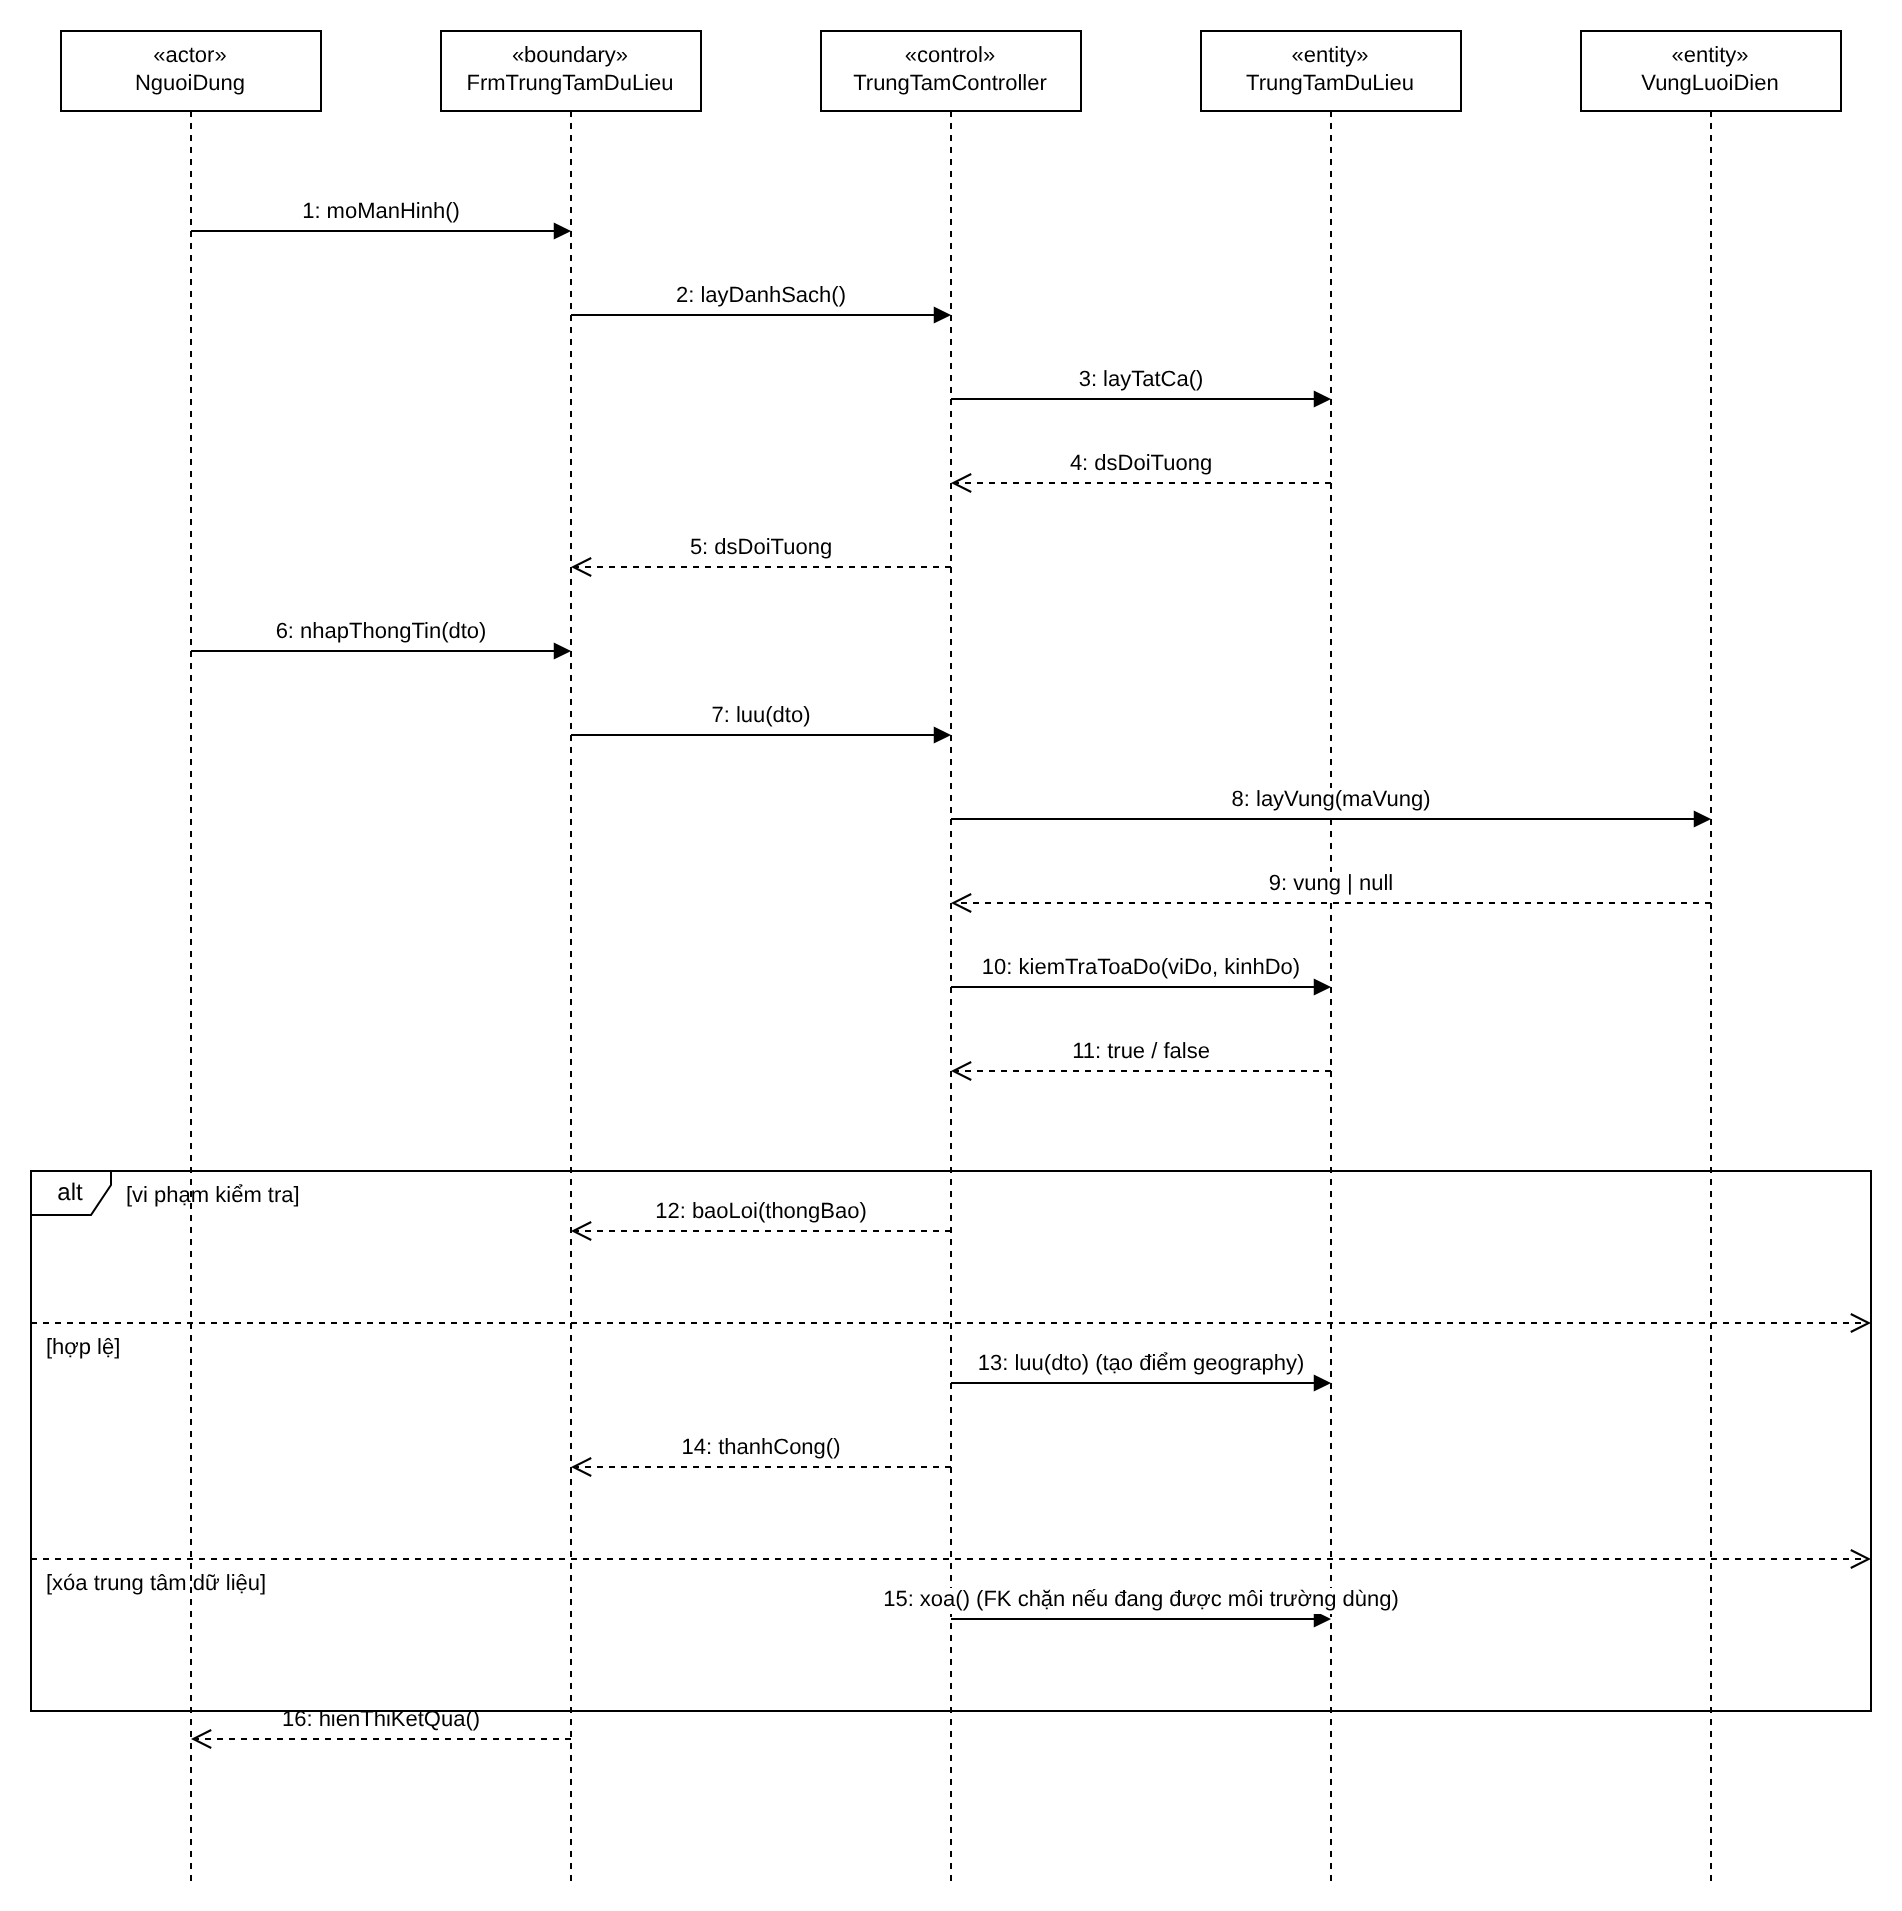 «actor»
NguoiDung
«boundary»
FrmTrungTamDuLieu
«control»
TrungTamController
«entity»
TrungTamDuLieu
«entity»
VungLuoiDien
1: moManHinh()
2: layDanhSach()
3: layTatCa()
4: dsDoiTuong
5: dsDoiTuong
6: nhapThongTin(dto)
7: luu(dto)
8: layVung(maVung)
9: vung | null
10: kiemTraToaDo(viDo, kinhDo)
11: true / false
alt
[vi phạm kiểm tra]
12: baoLoi(thongBao)
[hợp lệ]
13: luu(dto) (tạo điểm geography)
14: thanhCong()
[xóa trung tâm dữ liệu]
15: xoa() (FK chặn nếu đang được môi trường dùng)
16: hienThiKetQua()